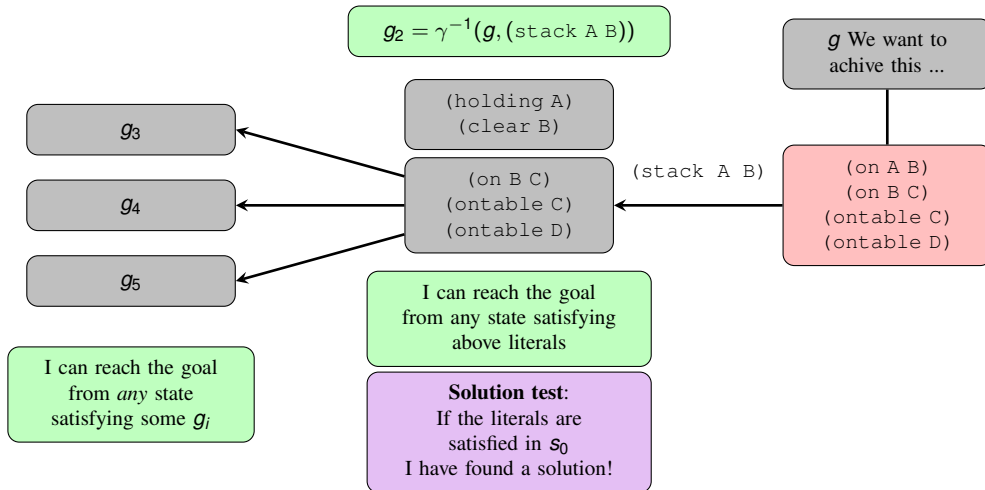 g₂ = γ⁻¹(g, (stack A B))
g We want to
achive this ...
(holding A)
(clear B)
g₃
g₄
g₅
(on B C)
(ontable C)
(ontable D)
(stack A B)
(on A B)
(on B C)
(ontable C)
(ontable D)
I can reach the goal
from any state satisfying
above literals
I can reach the goal
from any state
satisfying some gᵢ
Solution test:
If the literals are
satisfied in s₀
I have found a solution!